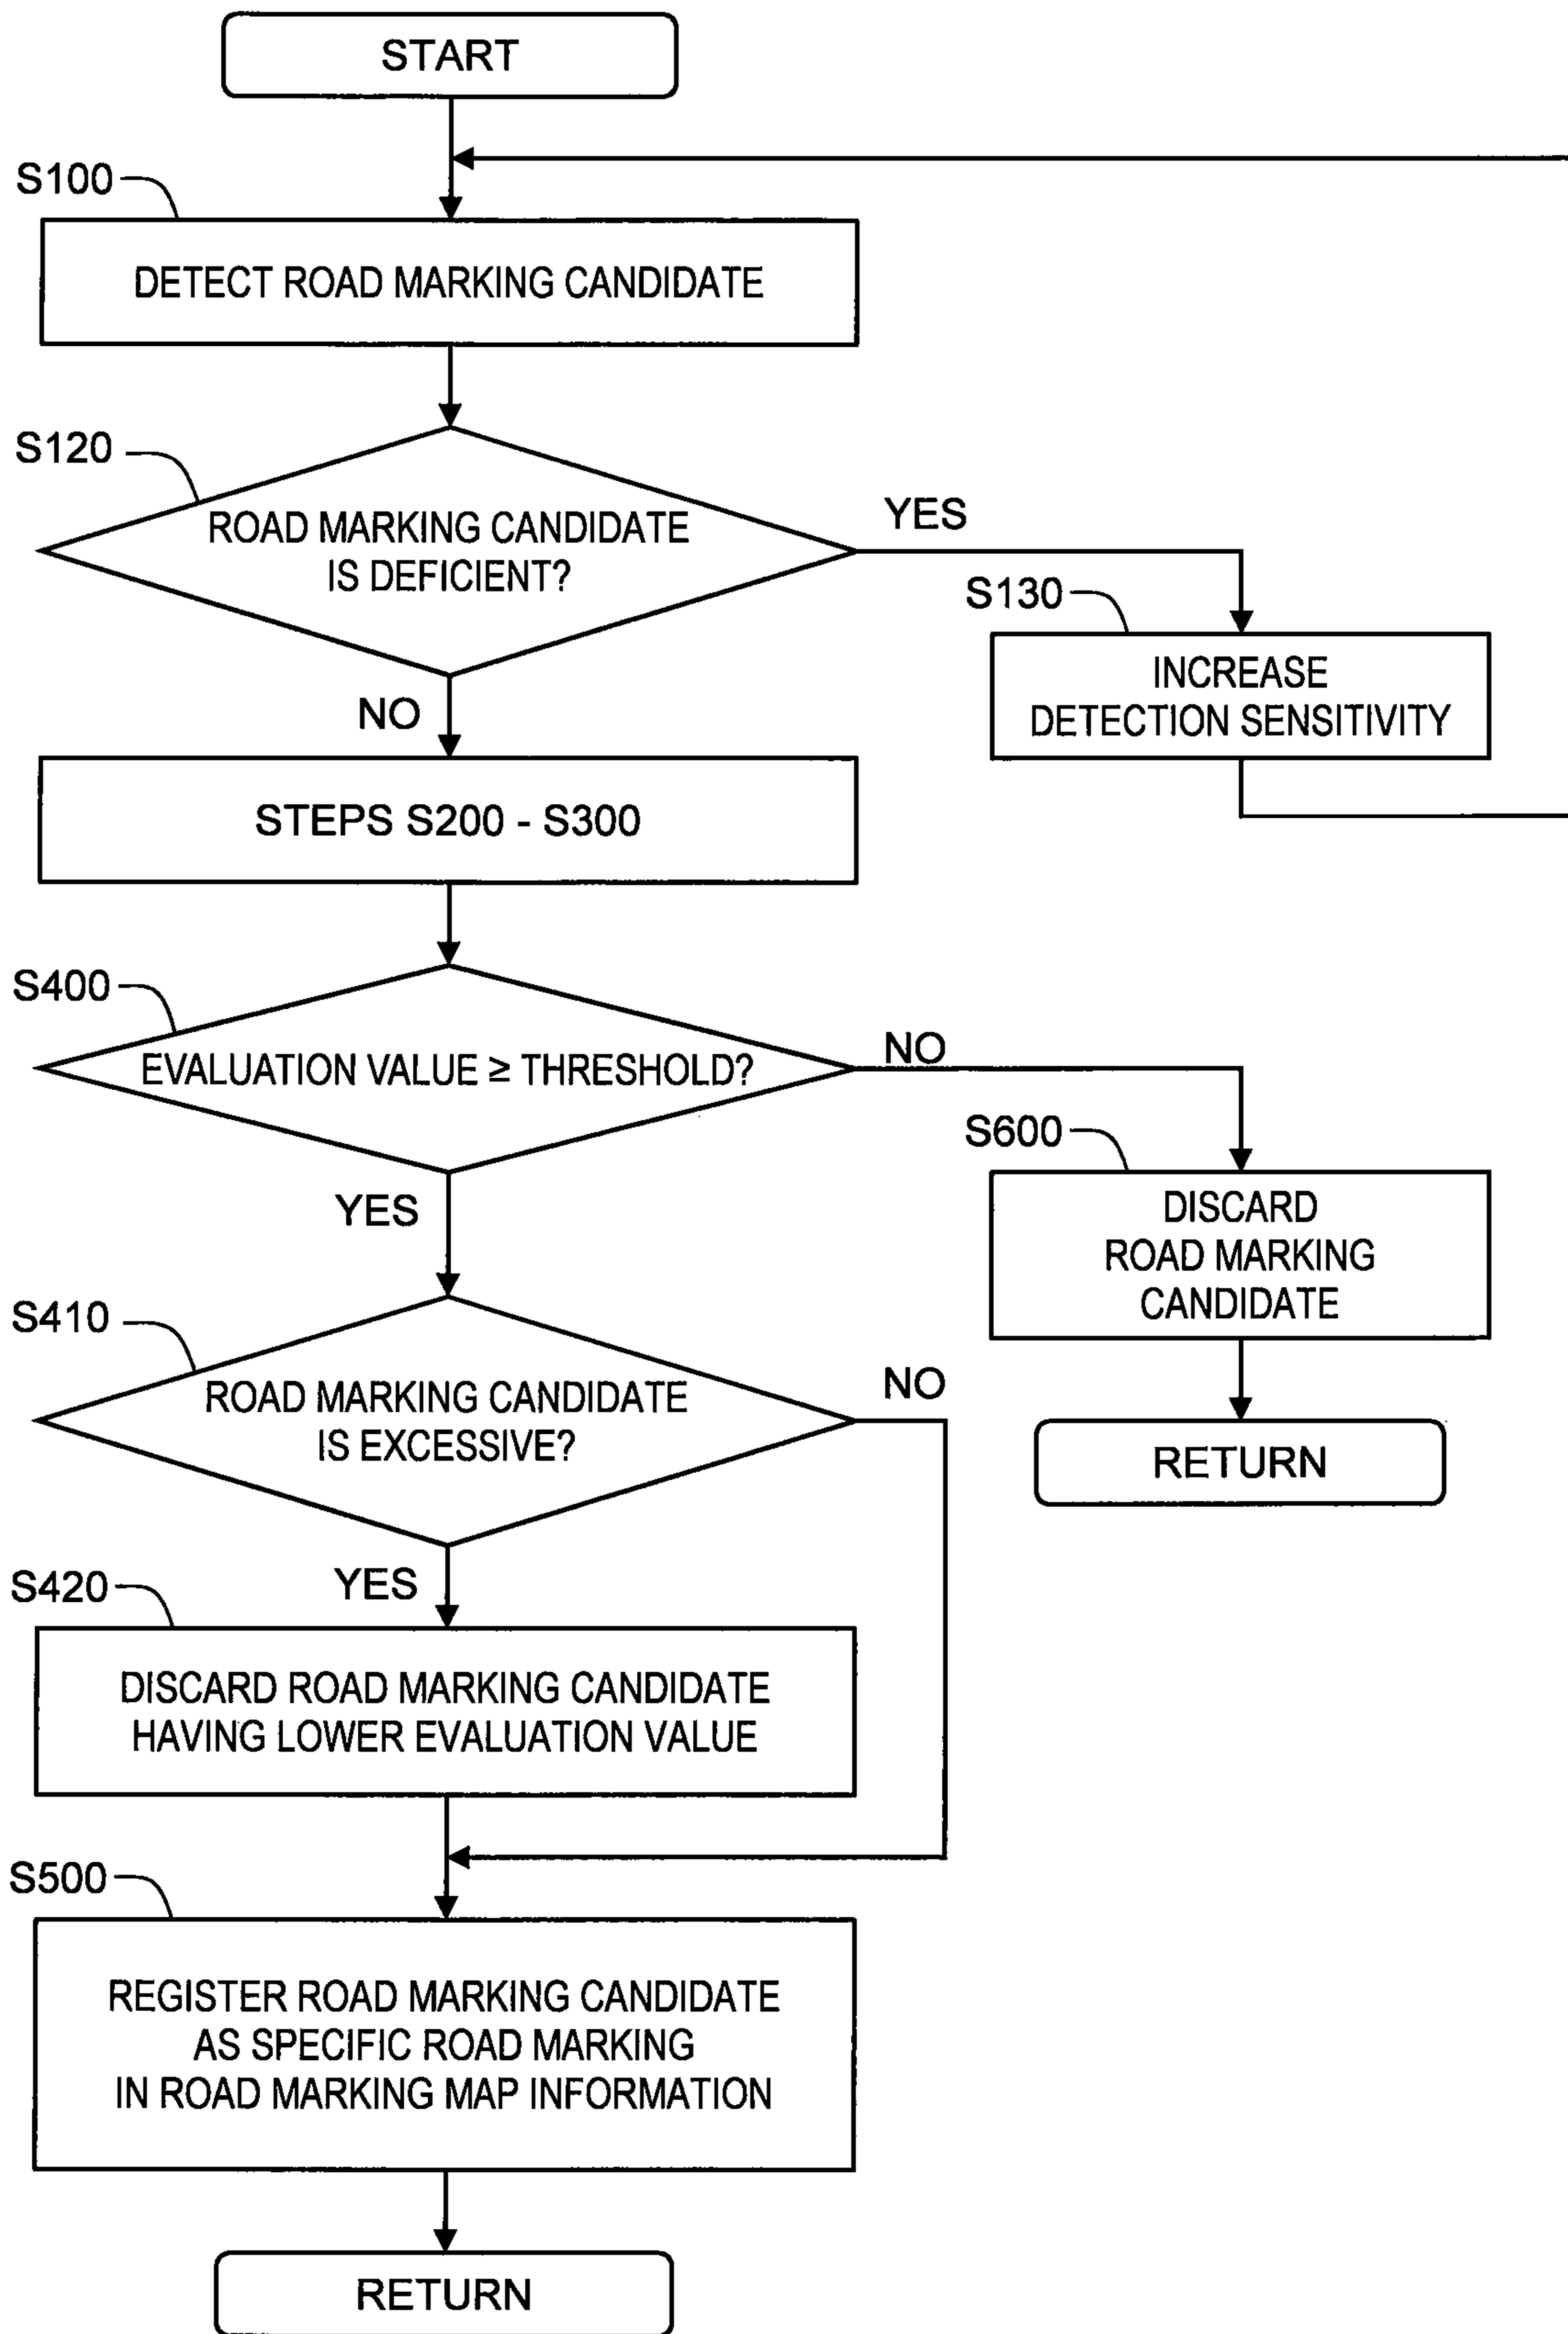 START
S100
DETECT ROAD MARKING CANDIDATE
S120
ROAD MARKING CANDIDATE
IS DEFICIENT?
YES
S130
INCREASE
DETECTION SENSITIVITY
NO
STEPS S200 - S300
S400
EVALUATION VALUE ≥ THRESHOLD?
NO
S600
DISCARD
ROAD MARKING
CANDIDATE
RETURN
YES
S410
ROAD MARKING CANDIDATE
IS EXCESSIVE?
NO
YES
S420
DISCARD ROAD MARKING CANDIDATE
HAVING LOWER EVALUATION VALUE
S500
REGISTER ROAD MARKING CANDIDATE
AS SPECIFIC ROAD MARKING
IN ROAD MARKING MAP INFORMATION
RETURN